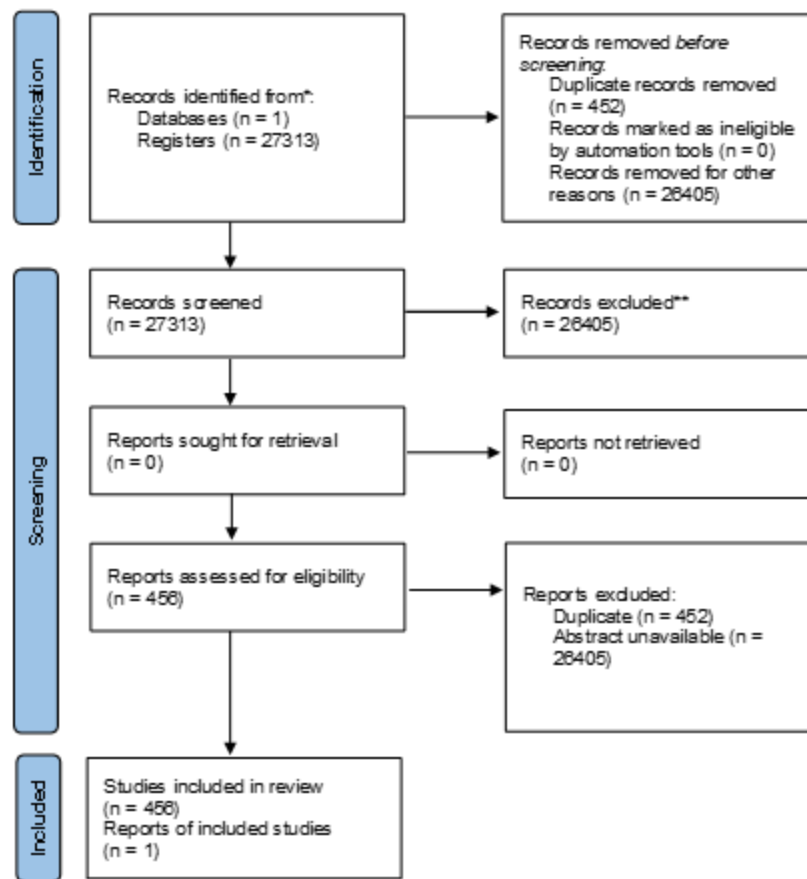 Identification
Records identified from*:
Databases (n = 1)
Registers (n = 27313)
Records removed before
screening:
Duplicate records removed
(n = 452)
Records marked as ineligible
by automation tools (n = 0)
Records removed for other
reasons (n = 26405)
Screening
Records screened
(n = 27313)
Records excluded**
(n = 26405)
Reports sought for retrieval
(n = 0)
Reports not retrieved
(n = 0)
Reports assessed for eligibility
(n = 456)
Reports excluded:
Duplicate (n = 452)
Abstract unavailable (n =
26405)
Included
Studies included in review
(n = 456)
Reports of included studies
(n = 1)